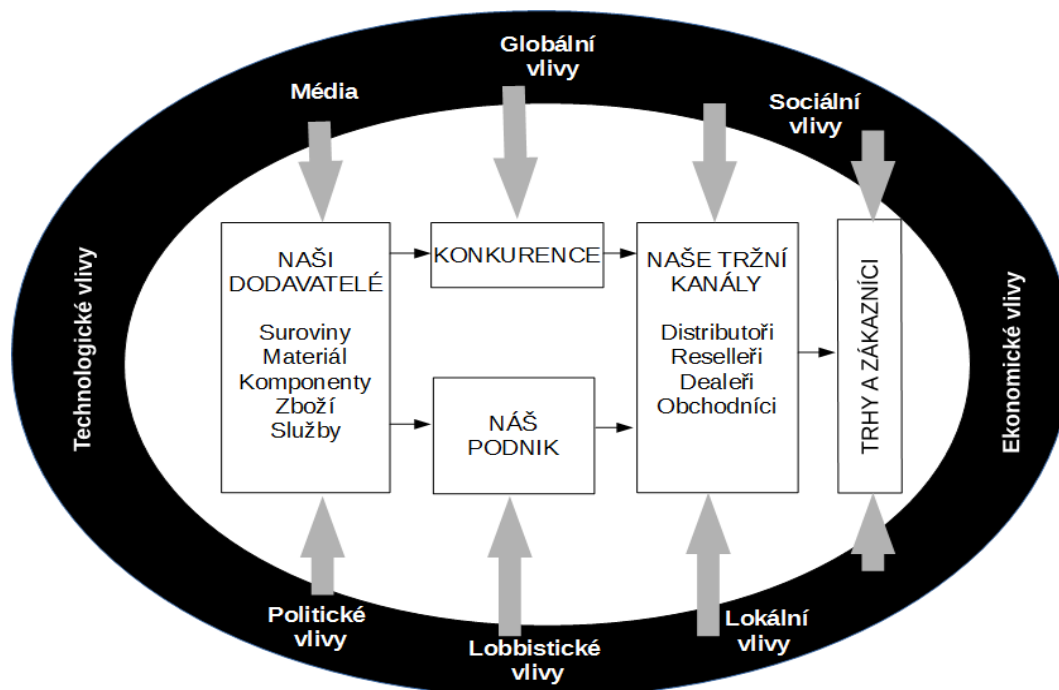 Globální
vlivy
Média
Sociální
vlivy
Technologické vlivy
NAŠI
DODAVATELÉ
Suroviny
Materiál
Komponenty
Zboží
Služby
KONKURENCE
NÁŠ
PODNIK
NAŠE TRŽNÍ
KANÁLY
Distributoři
Reselleři
Dealeři
Obchodníci
TRHY A ZÁKAZNÍCI
Ekonomické vlivy
Politické
vlivy
Lobbistické
vlivy
Lokální
vlivy